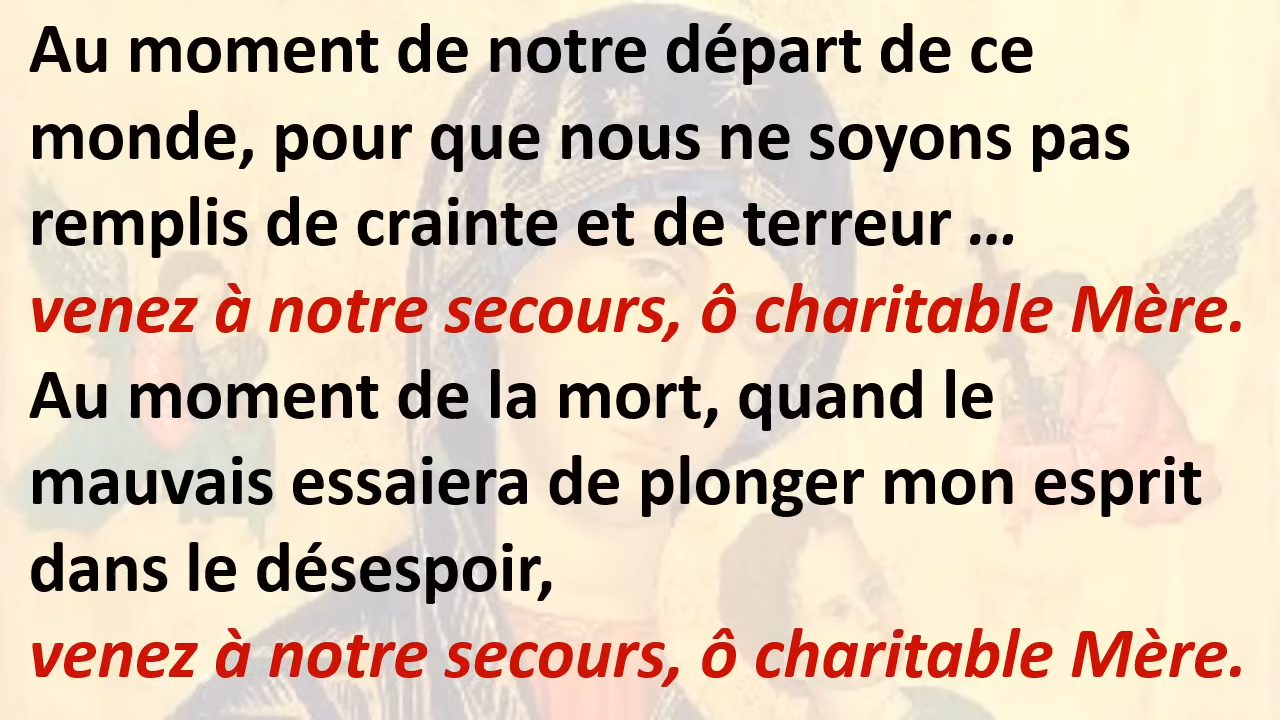 Au moment de notre départ de ce
monde, pour que nous ne soyons pas
remplis de crainte et de terreur ...
venez à notre secours, ô charitable Mère.
Au moment de la mort, quand le
mauvais essaiera de plonger mon esprit
dans le désespoir,
venez à notre secours, ô charitable Mère.